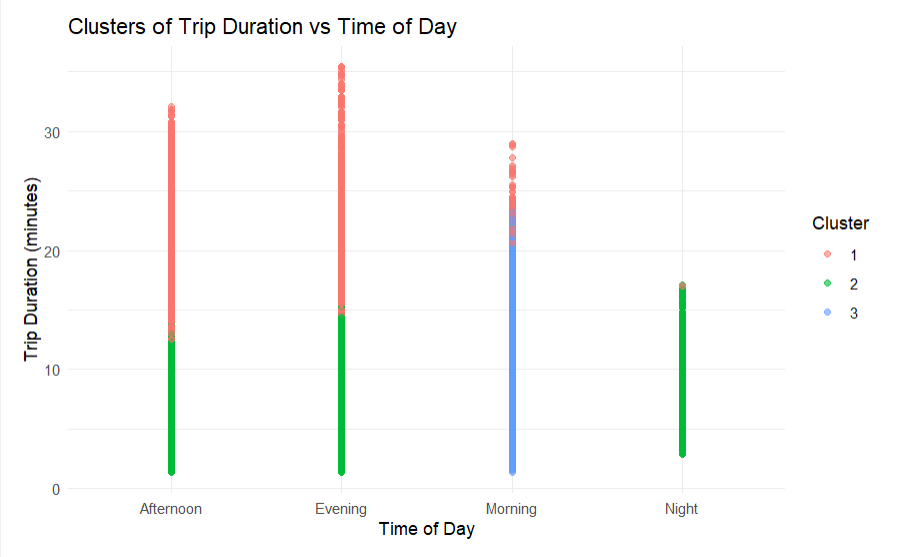 Clusters of Trip Duration vs Time of Day
Trip Duration (minutes)
30
20
10
0
Afternoon Evening Morning Night
Time of Day
Cluster
1
2
3